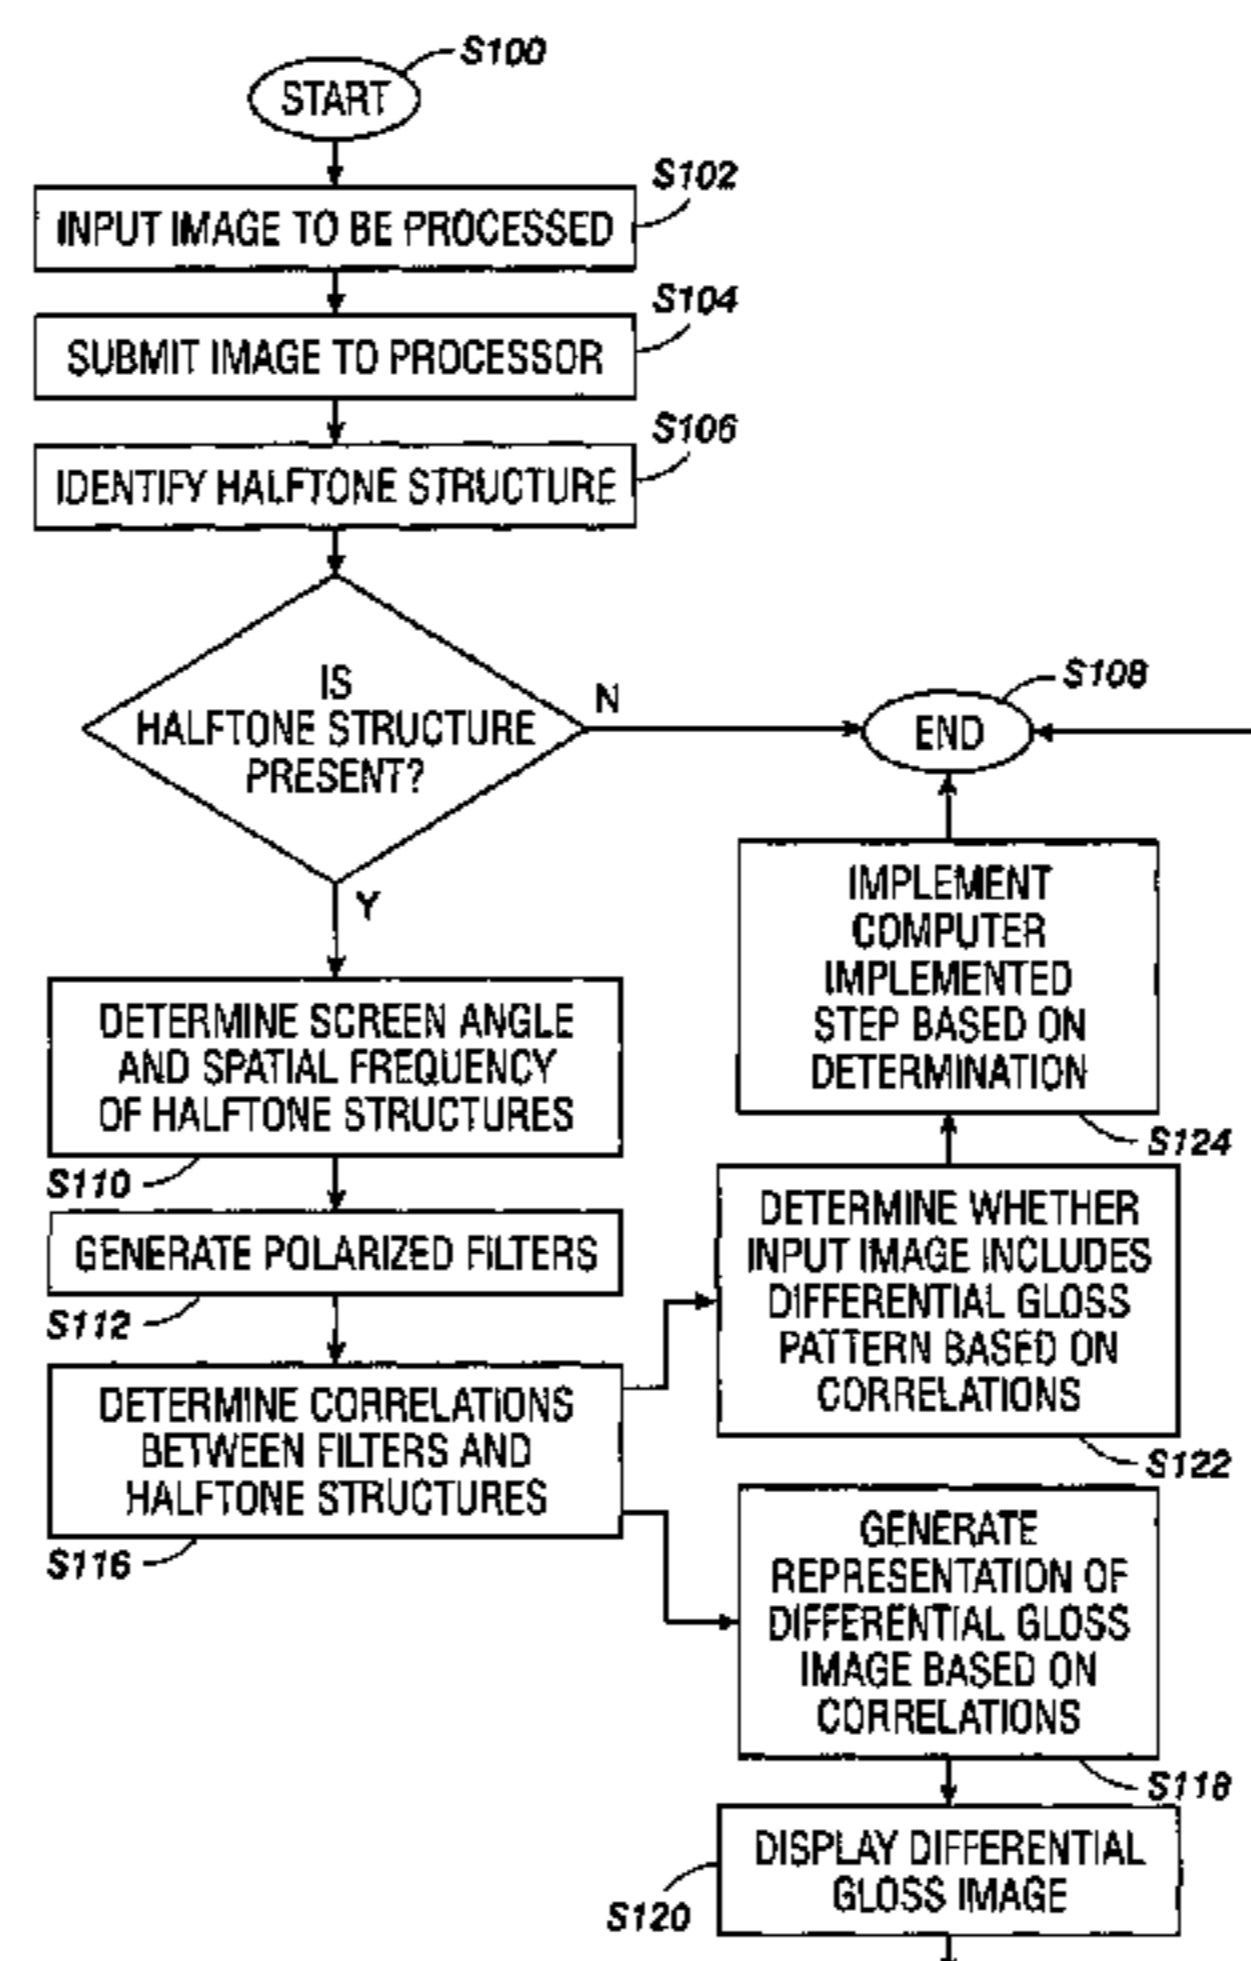 S100
START
S102
INPUT IMAGE TO BE PROCESSED
S104
SUBMIT IMAGE TO PROCESSOR
S106
IDENTIFY HALFTONE STRUCTURE
IS
HALFTONE STRUCTURE
PRESENT?
N
S108
END
Y
IMPLEMENT
COMPUTER
IMPLEMENTED
STEP BASED ON
DETERMINATION
S124
DETERMINE SCREEN ANGLE
AND SPATIAL FREQUENCY
OF HALFTONE STRUCTURES
S110
GENERATE POLARIZED FILTERS
S112
DETERMINE WHETHER
INPUT IMAGE INCLUDES
DIFFERENTIAL GLOSS
PATTERN BASED ON
CORRELATIONS
S122
DETERMINE CORRELATIONS
BETWEEN FILTERS AND
HALFTONE STRUCTURES
S116
GENERATE
REPRESENTATION OF
DIFFERENTIAL GLOSS
IMAGE BASED ON
CORRELATIONS
S118
DISPLAY DIFFERENTIAL
GLOSS IMAGE
S120